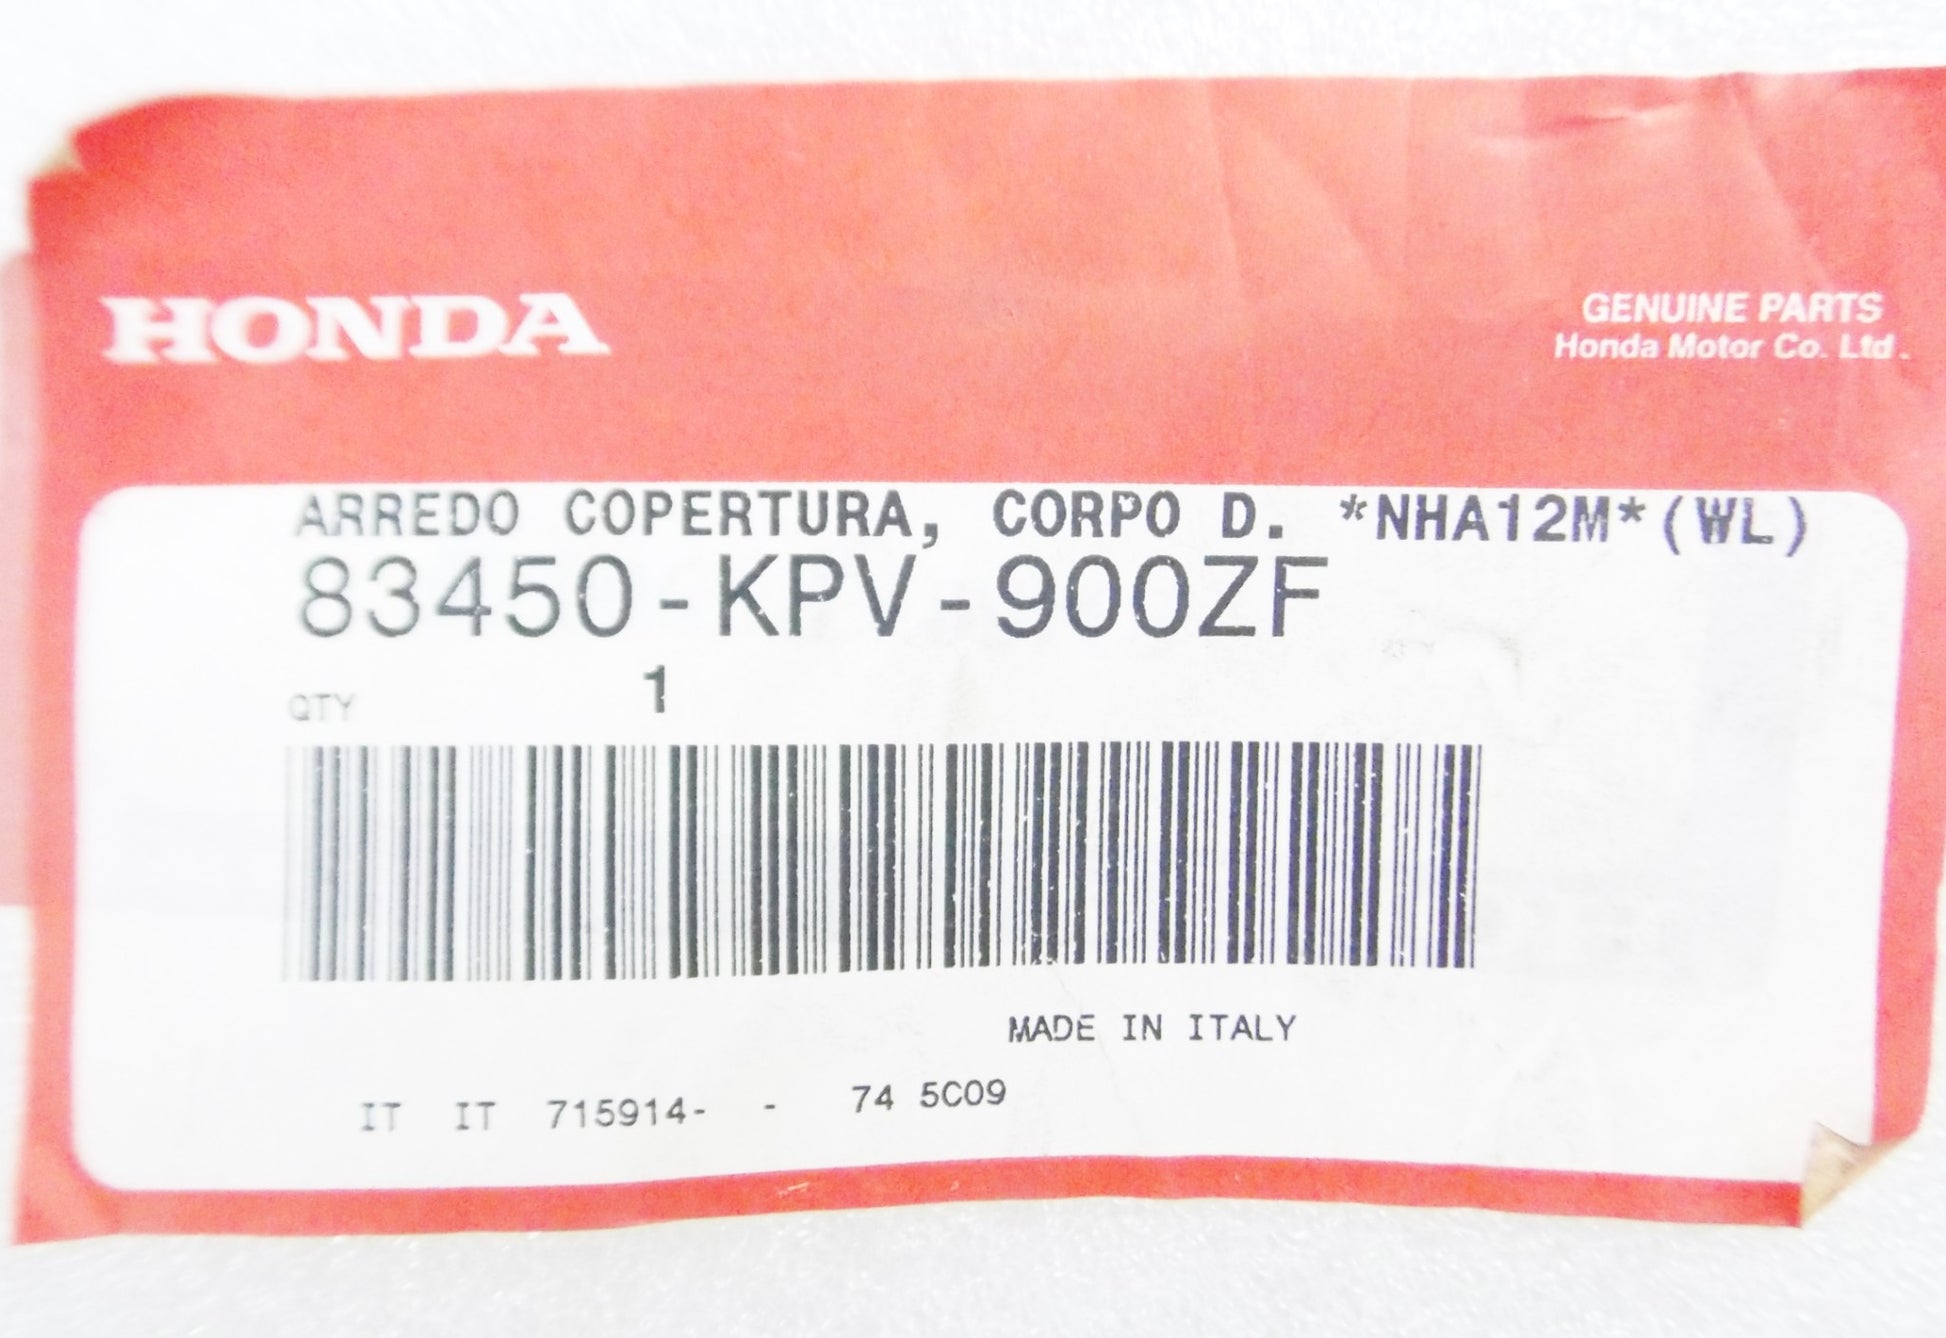 HONDA
GENUINE PARTS
Honda Motor Co. Ltd.
ARREDO COPERTURA, CORPO D. *NHA12M*(WL)
83450-KPV-900ZF
QTY 1
MADE IN ITALY
IT IT 715914- - 74 5C09